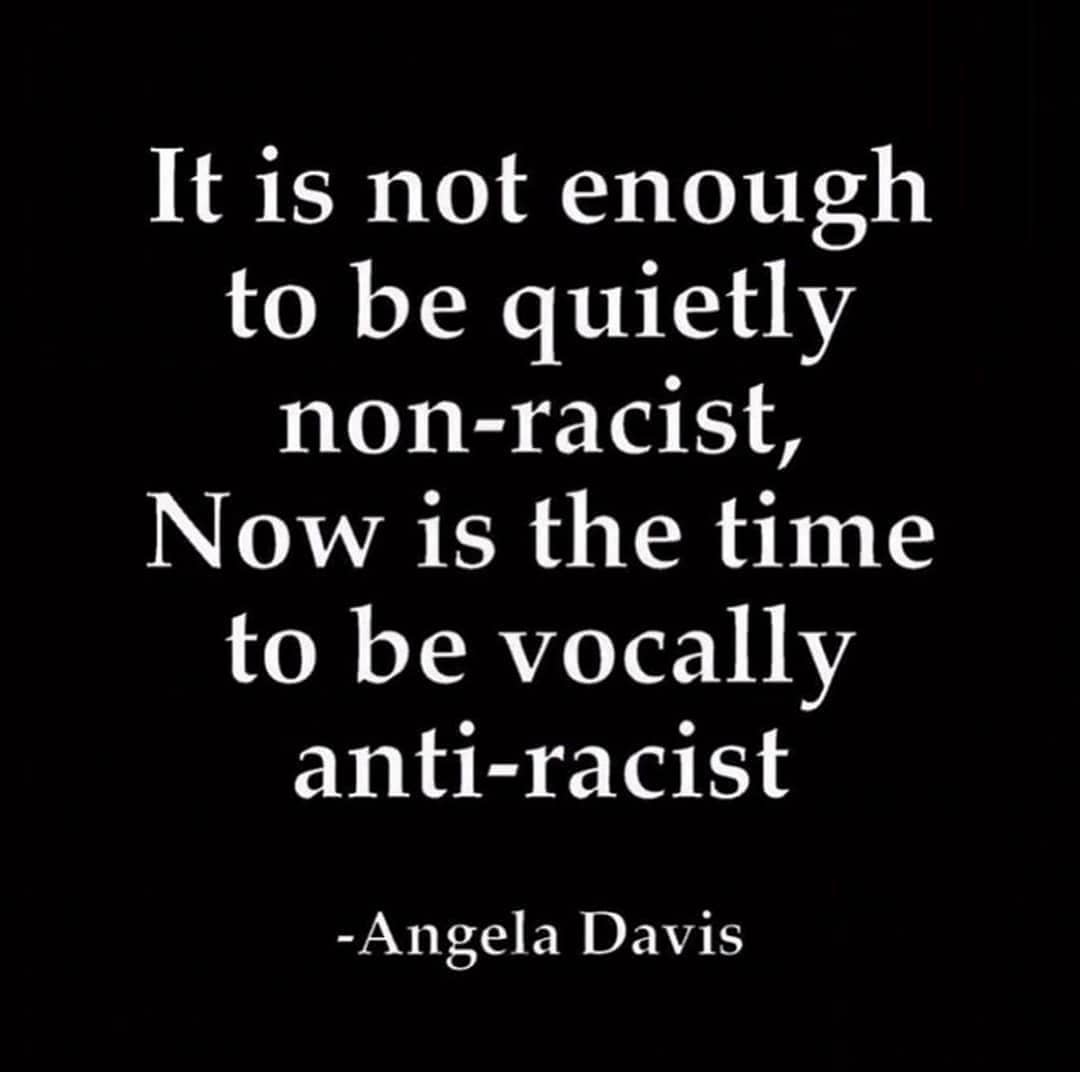 It is not enough
to be quietly
non-racist,
Now is the time
to be vocally
anti-racist
-Angela Davis